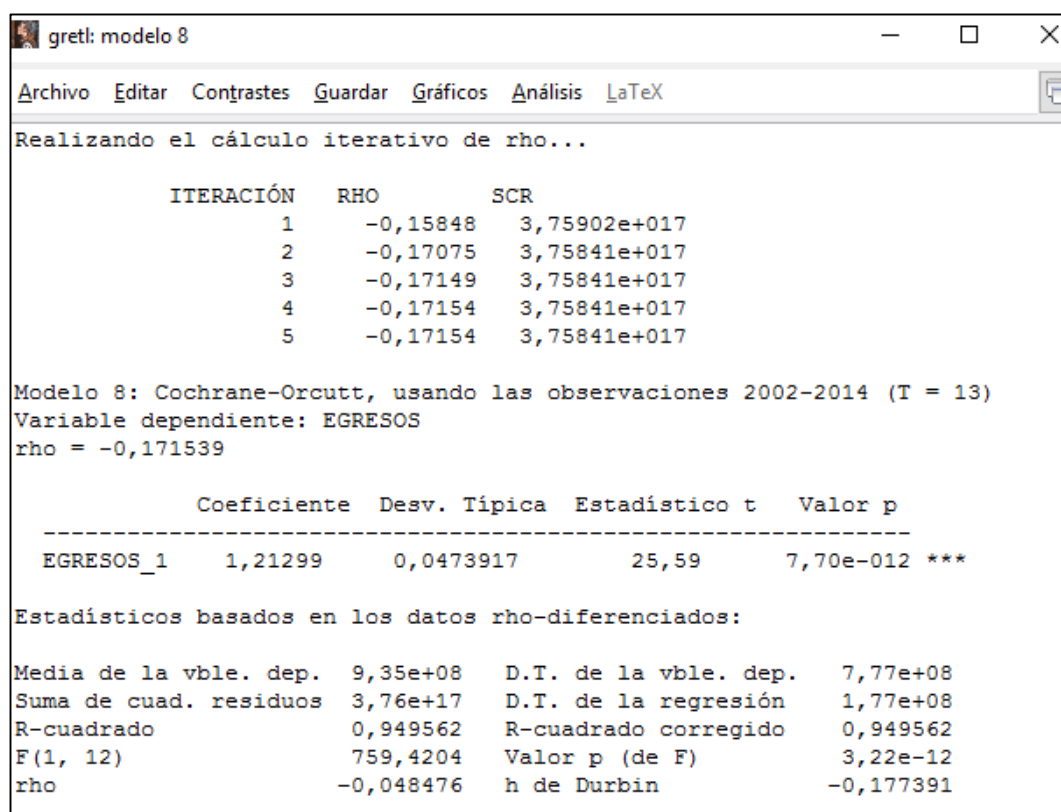 gretl: modelo 8
Archivo Editar Contrastes Guardar Gráficos Análisis LaTeX
Realizando el cálculo iterativo de rho...
ITERACIÓN RHO SCR
1 -0,15848 3,75902e+017
2 -0,17075 3,75841e+017
3 -0,17149 3,75841e+017
4 -0,17154 3,75841e+017
5 -0,17154 3,75841e+017
Modelo 8: Cochrane-Orcutt, usando las observaciones 2002-2014 (T = 13)
Variable dependiente: EGRESOS
rho = -0,171539
Coeficiente Desv. Típica Estadístico t Valor p
---------------------------------------------------------------
EGRESOS_1 1,21299 0,0473917 25,59 7,70e-012 ***
Estadísticos basados en los datos rho-diferenciados:
Media de la vble. dep. 9,35e+08 D.T. de la vble. dep. 7,77e+08
Suma de cuad. residuos 3,76e+17 D.T. de la regresión 1,77e+08
R-cuadrado 0,949562 R-cuadrado corregido 0,949562
F(1, 12) 759,4204 Valor p (de F) 3,22e-12
rho -0,048476 h de Durbin -0,177391